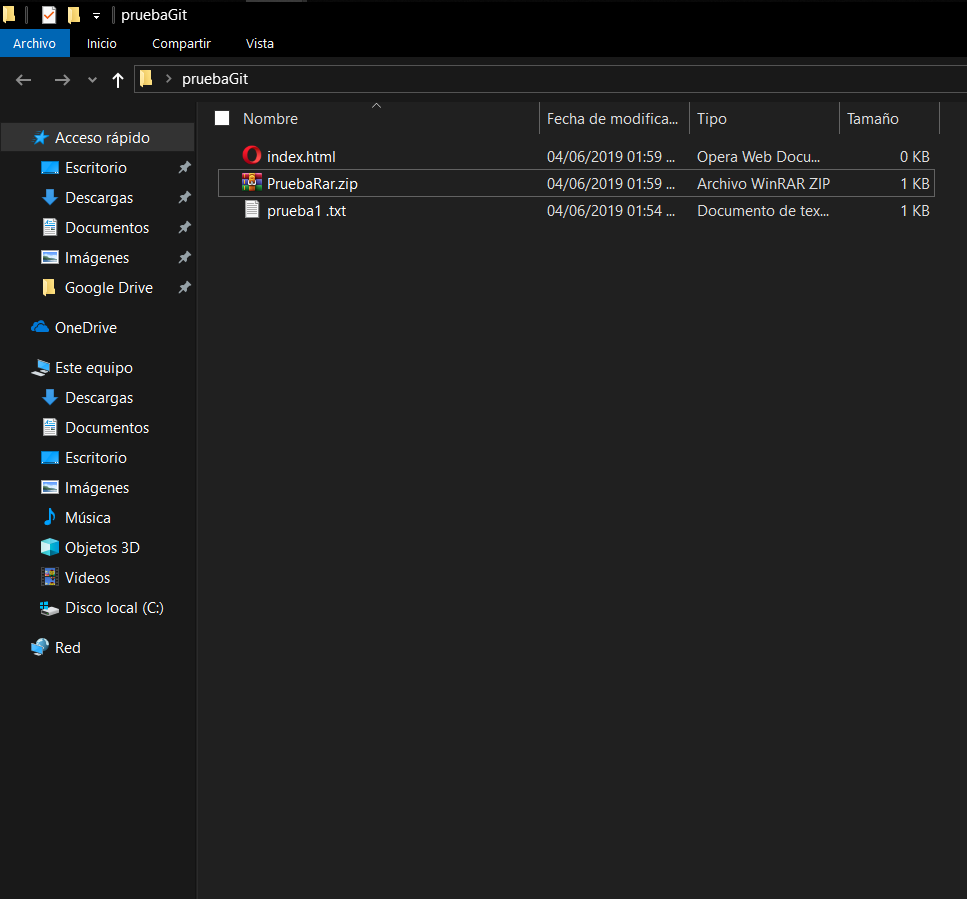 pruebaGit
Archivo Inicio Compartir Vista
pruebaGit
Nombre Fecha de modifica... Tipo Tamaño
index.html 04/06/2019 01:59 ... Opera Web Docu... 0 KB
PruebaRar.zip 04/06/2019 01:59 ... Archivo WinRAR ZIP 1 KB
prueba1 .txt 04/06/2019 01:54 ... Documento de tex... 1 KB
Acceso rápido
Escritorio
Descargas
Documentos
Imágenes
Google Drive
OneDrive
Este equipo
Descargas
Documentos
Escritorio
Imágenes
Música
Objetos 3D
Videos
Disco local (C:)
Red